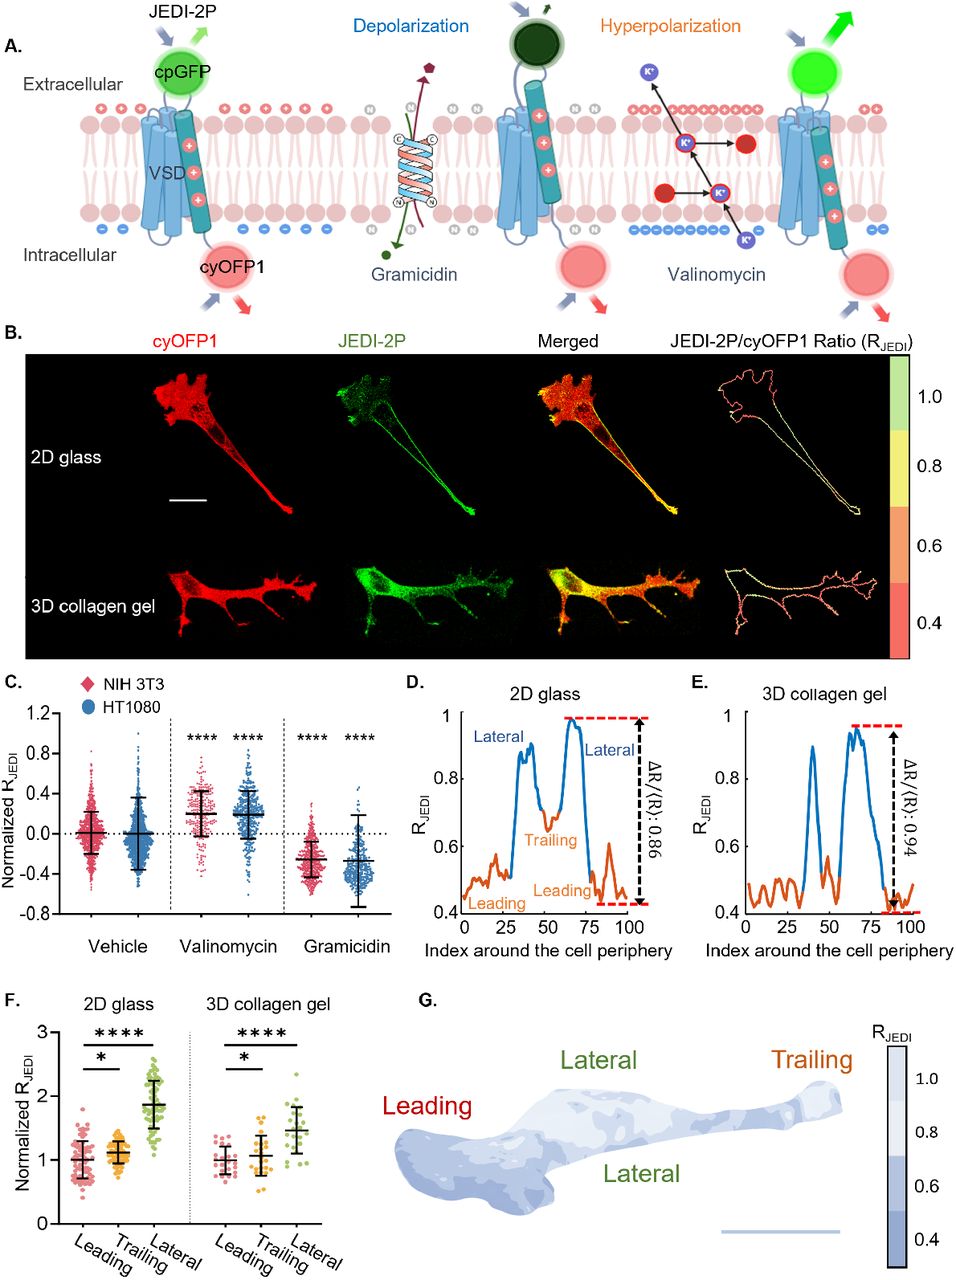 JEDI-2P
Depolarization
Hyperpolarization
A.
cpGFP
Extracellular
VSD
Intracellular
cyOFP1
Gramicidin
Valinomycin
N N N N
C C
N N
N N N N
K+
K+
K+
K+
B.
cyOFP1
JEDI-2P
Merged
JEDI-2P/cyOFP1 Ratio (RJEDI)
2D glass
3D collagen gel
1.0
0.8
0.6
0.4
C.
NIH 3T3
HT1080
Normalized RJEDI
1.2
0.8
0.4
0.0
-0.4
-0.8
**** **** **** ****
Vehicle Valinomycin Gramicidin
D.
2D glass
RJEDI
1
0.8
0.6
0.4
Lateral
Lateral
Trailing
Leading
Leading
ΔR/⟨R⟩: 0.86
0 25 50 75 100
Index around the cell periphery
E.
3D collagen gel
RJEDI
1
0.8
0.6
0.4
ΔR/⟨R⟩: 0.94
0 25 50 75 100
Index around the cell periphery
F.
2D glass
3D collagen gel
Normalized RJEDI
3
2
1
0
****
*
****
*
Leading Trailing Lateral
Leading Trailing Lateral
G.
RJEDI
Lateral
Trailing
Leading
Lateral
1.0
0.8
0.6
0.4